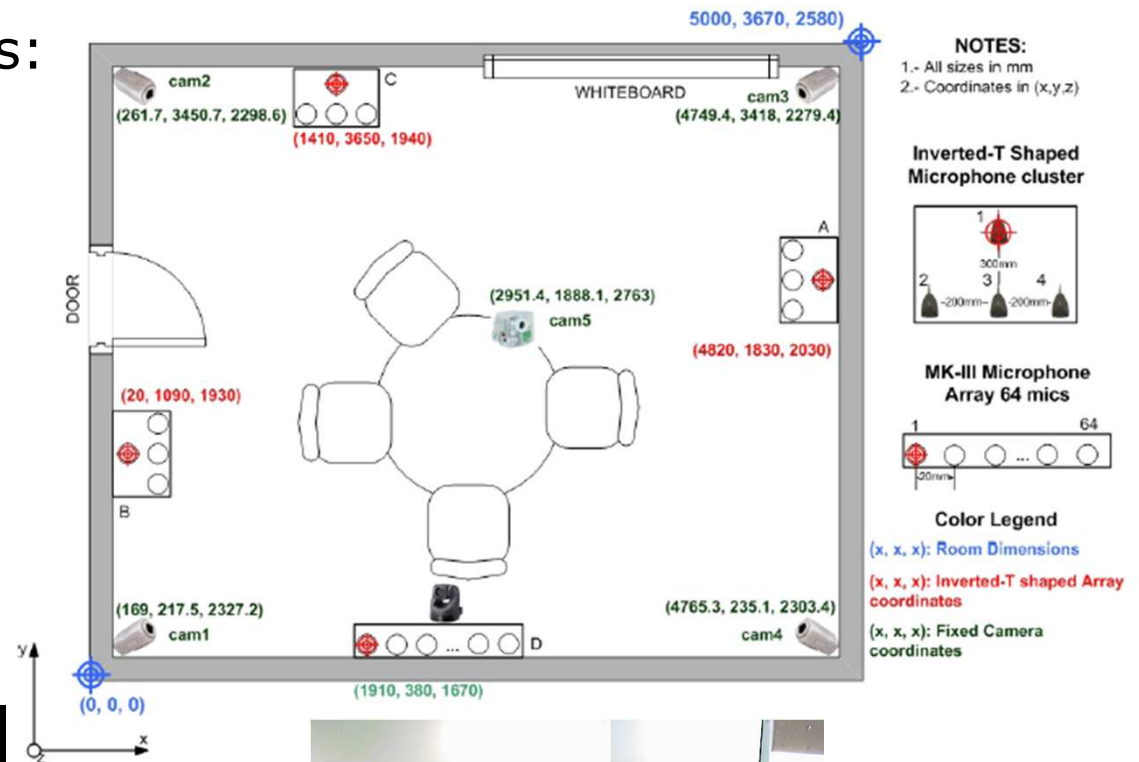 s:
5000, 3670, 2580)
cam2
(261.7, 3450.7, 2298.6)
C
(1410, 3650, 1940)
WHITEBOARD
cam3
(4749.4, 3418, 2279.4)
A
(4820, 1830, 2030)
DOOR
(2951.4, 1888.1, 2763)
cam5
(20, 1090, 1930)
B
(169, 217.5, 2327.2)
cam1
(4765.3, 235.1, 2303.4)
cam4
... D
(1910, 380, 1670)
(0, 0, 0)
y
x
z
NOTES:
1.- All sizes in mm
2.- Coordinates in (x,y,z)
Inverted-T Shaped
Microphone cluster
1
300mm
2 3 4
-200mm- -200mm-
MK-III Microphone
Array 64 mics
1 64
...
20mm
Color Legend
(x, x, x): Room Dimensions
(x, x, x): Inverted-T shaped Array
coordinates
(x, x, x): Fixed Camera
coordinates